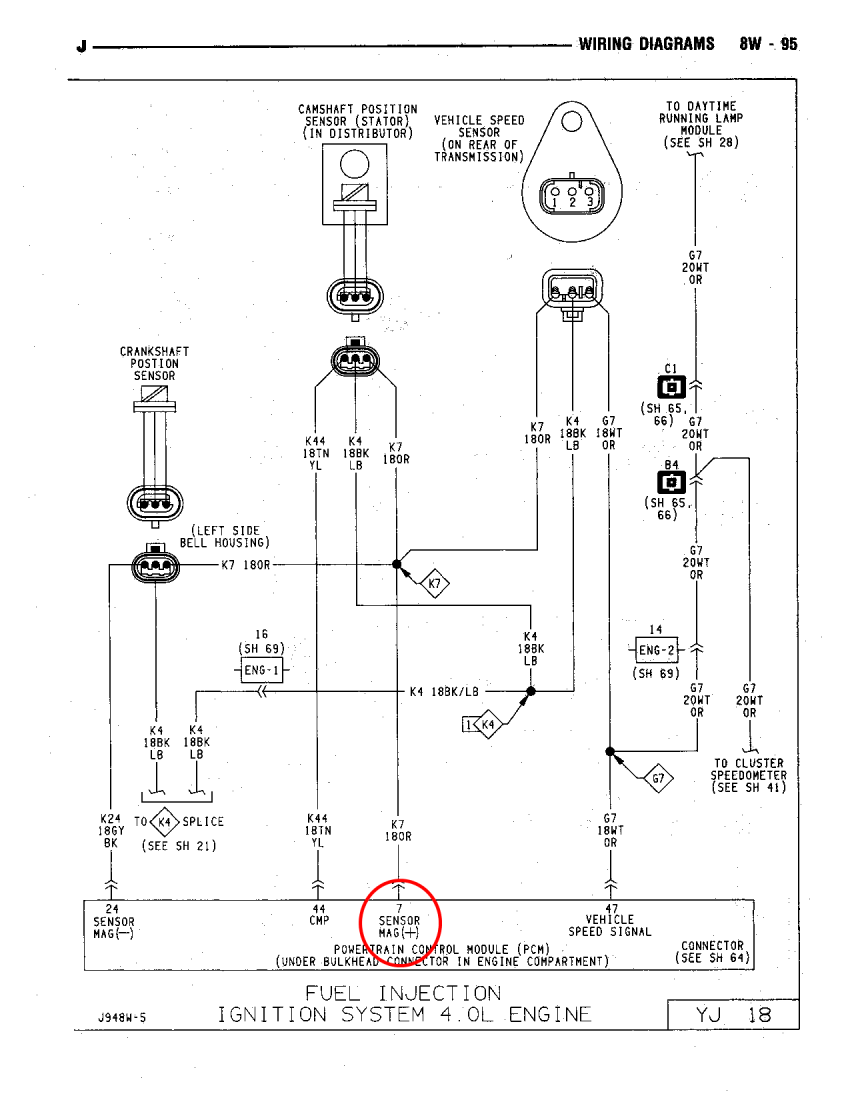 J
WIRING DIAGRAMS 8W - 95
CAMSHAFT POSITION
SENSOR (STATOR)
(IN DISTRIBUTOR)
VEHICLE SPEED
SENSOR
(ON REAR OF
TRANSMISSION)
TO DAYTIME
RUNNING LAMP
MODULE
(SEE SH 28)
1 2 3
G7
20WT
OR
CRANKSHAFT
POSTION
SENSOR
C1
(SH 65,
66)
G7
20WT
OR
K44
18TN
YL
K4
18BK
LB
K7
18OR
K7
18OR
K4
18BK
LB
G7
18WT
OR
B4
(SH 65,
66)
(LEFT SIDE
BELL HOUSING)
K7 18OR
K7
G7
20WT
OR
16
(SH 69)
ENG-1
K4
18BK
LB
14
ENG-2
(SH 69)
K4 18BK/LB
1
K4
G7
20WT
OR
G7
20WT
OR
K4
18BK
LB
K4
18BK
LB
G7
TO CLUSTER
SPEEDOMETER
(SEE SH 41)
K24
18GY
BK
TO K4 SPLICE
(SEE SH 21)
K44
18TN
YL
K7
18OR
G7
18WT
OR
24
SENSOR
MAG(—)
44
CMP
7
SENSOR
MAG(+)
47
VEHICLE
SPEED SIGNAL
POWERTRAIN CONTROL MODULE (PCM)
(UNDER BULKHEAD CONNECTOR IN ENGINE COMPARTMENT)
CONNECTOR
(SEE SH 64)
J948W-5
FUEL INJECTION
IGNITION SYSTEM 4.0L ENGINE
YJ 18